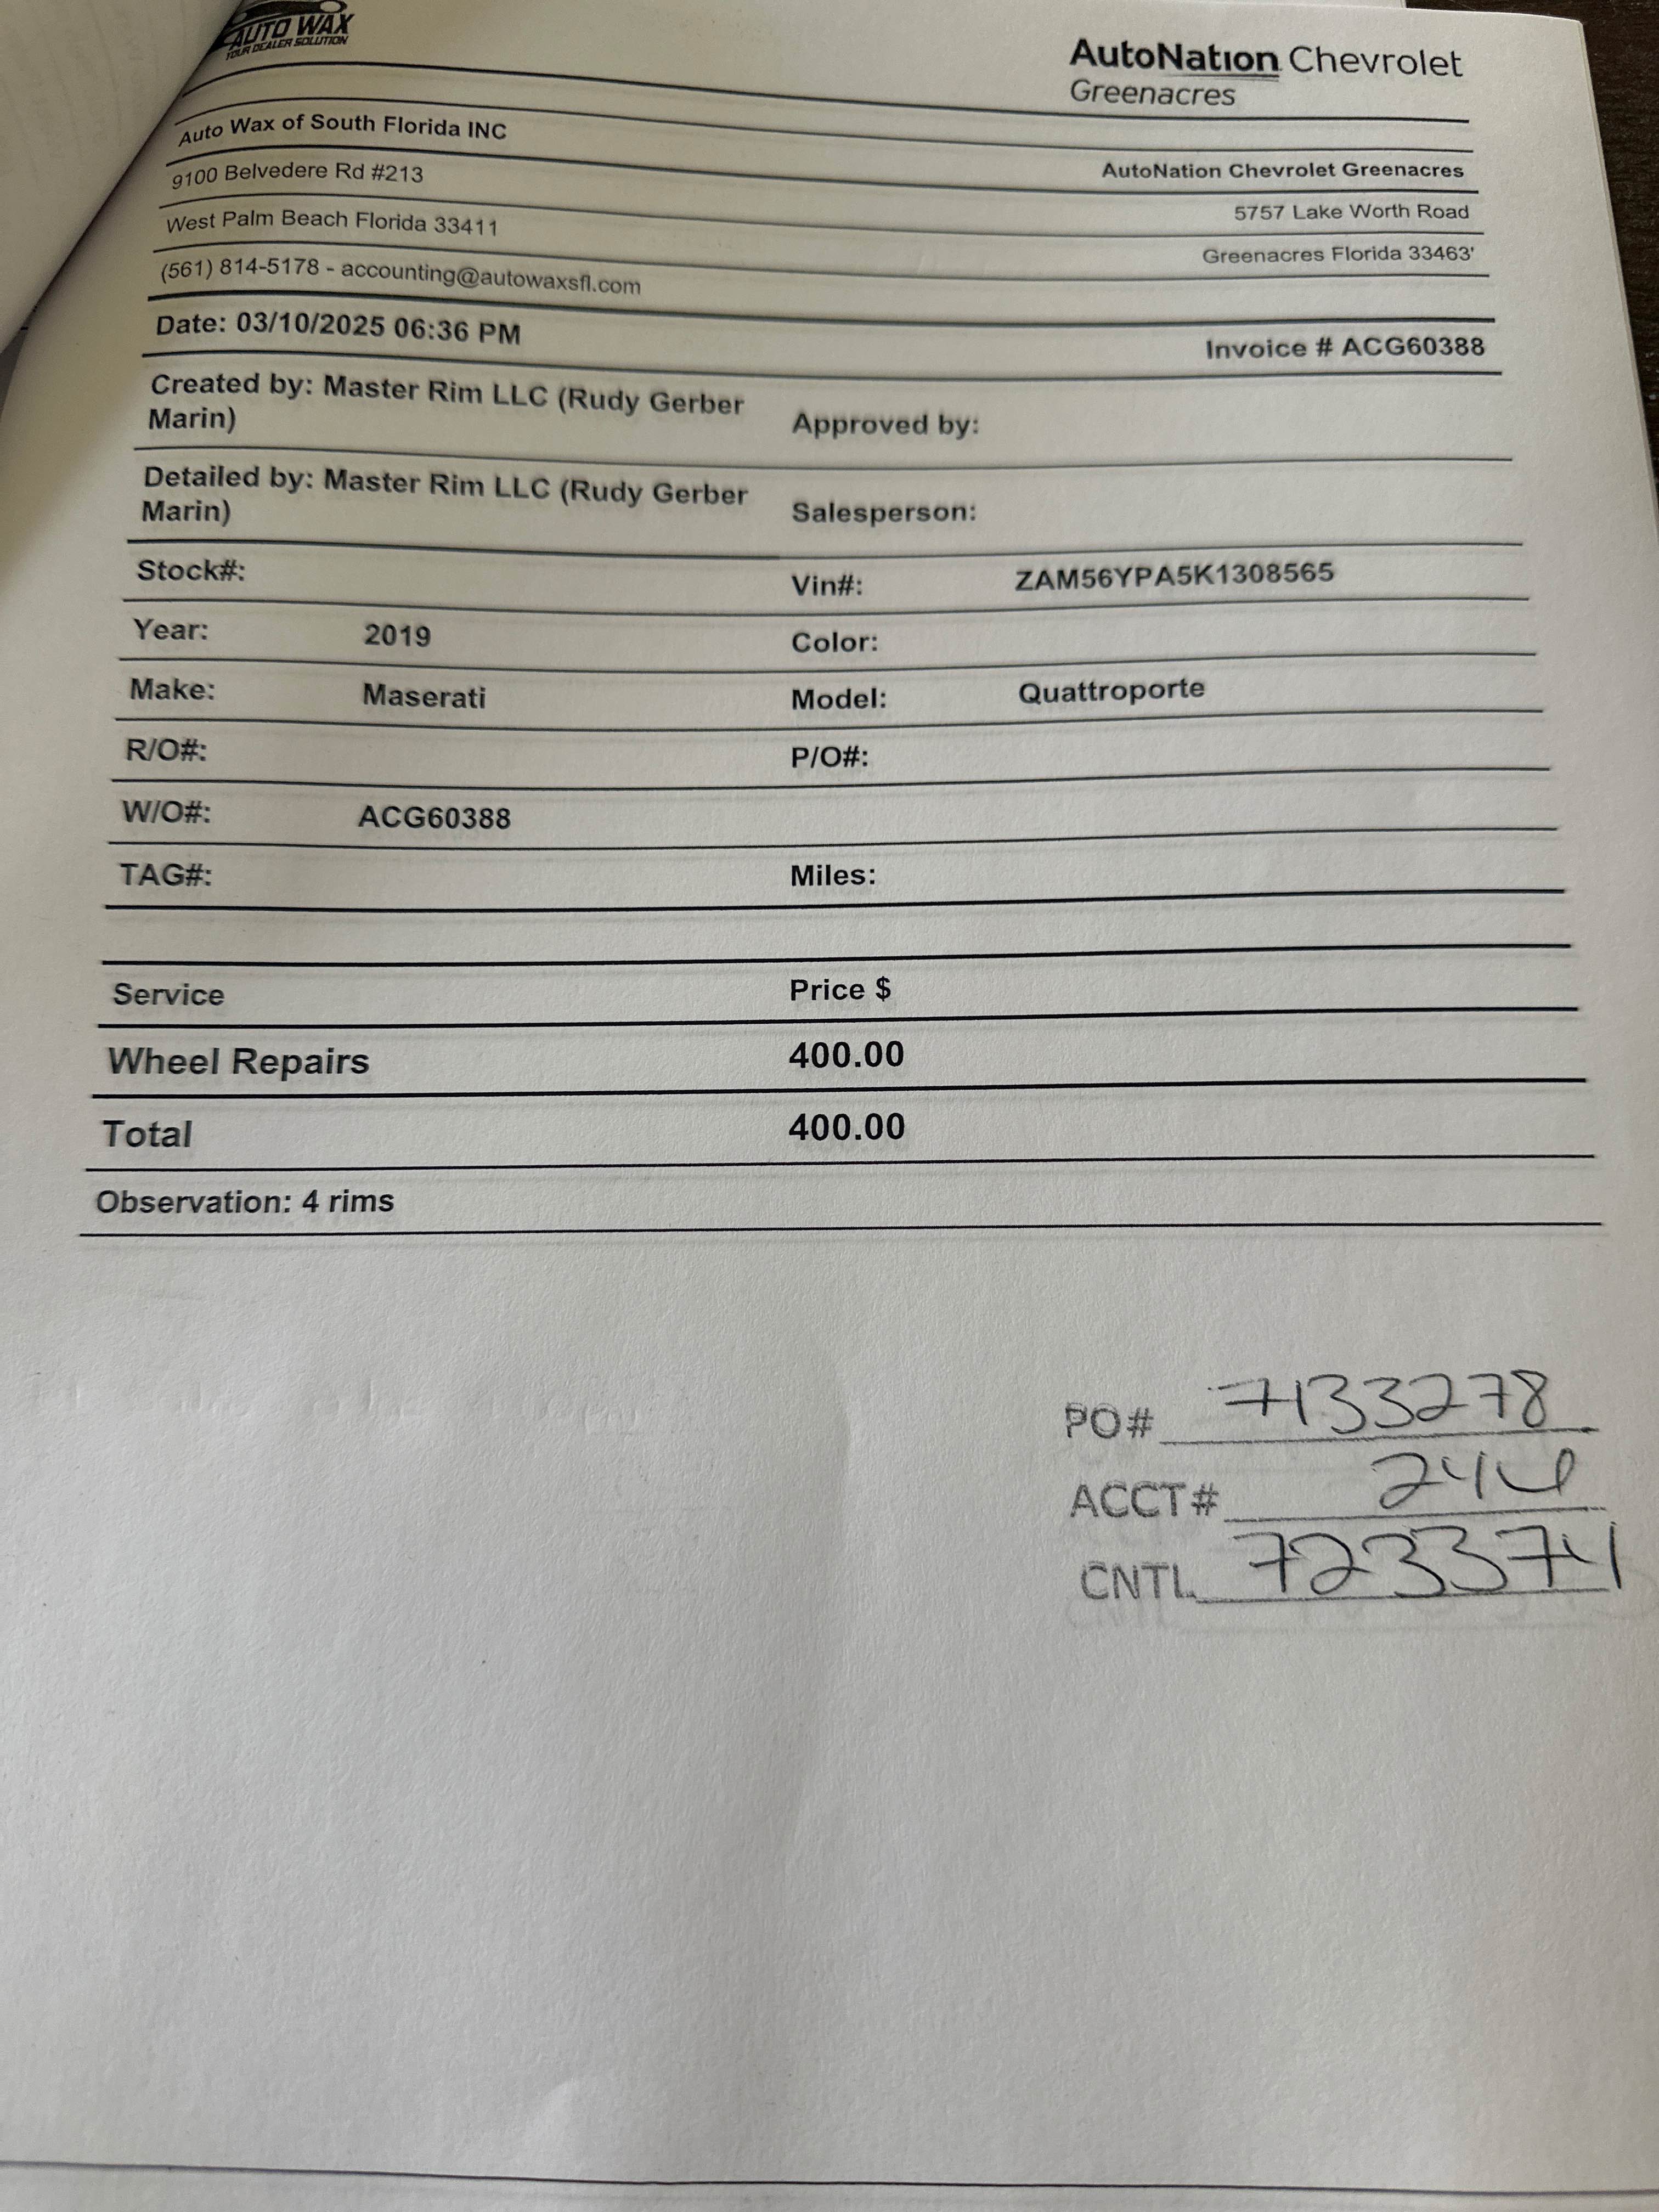 AUTO WAX
YOUR DEALER SOLUTION
AutoNation Chevrolet
Greenacres
Auto Wax of South Florida INC
AutoNation Chevrolet Greenacres
9100 Belvedere Rd #213
5757 Lake Worth Road
West Palm Beach Florida 33411
Greenacres Florida 33463'
(561) 814-5178 - accounting@autowaxsfl.com
Date: 03/10/2025 06:36 PM
Invoice # ACG60388
Created by: Master Rim LLC (Rudy Gerber
Marin)
Approved by:
Detailed by: Master Rim LLC (Rudy Gerber
Marin)
Salesperson:
Stock#:
Vin#: ZAM56YPA5K1308565
Year: 2019
Color:
Make: Maserati
Model: Quattroporte
R/O#:
P/O#:
W/O#: ACG60388
TAG#:
Miles:
Service Price $
Wheel Repairs 400.00
Total 400.00
Observation: 4 rims
PO# 7133278
ACCT#
CNTL 723374